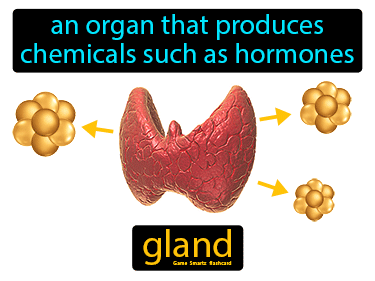 an organ that produces
chemicals such as hormones
gland
Game Smartz flashcard